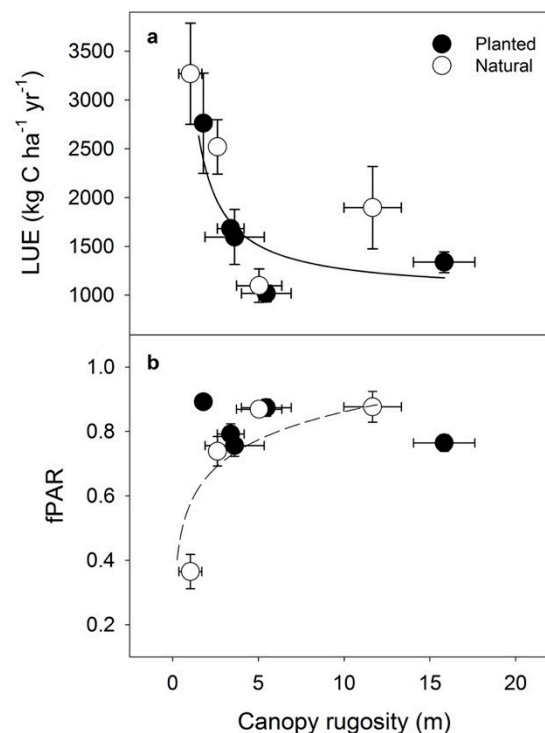 a
Planted
Natural
3500
3000
2500
2000
1500
1000
LUE (kg C ha⁻¹ yr⁻¹)
b
1.0
0.8
0.6
0.4
0.2
fPAR
0 5 10 15 20
Canopy rugosity (m)